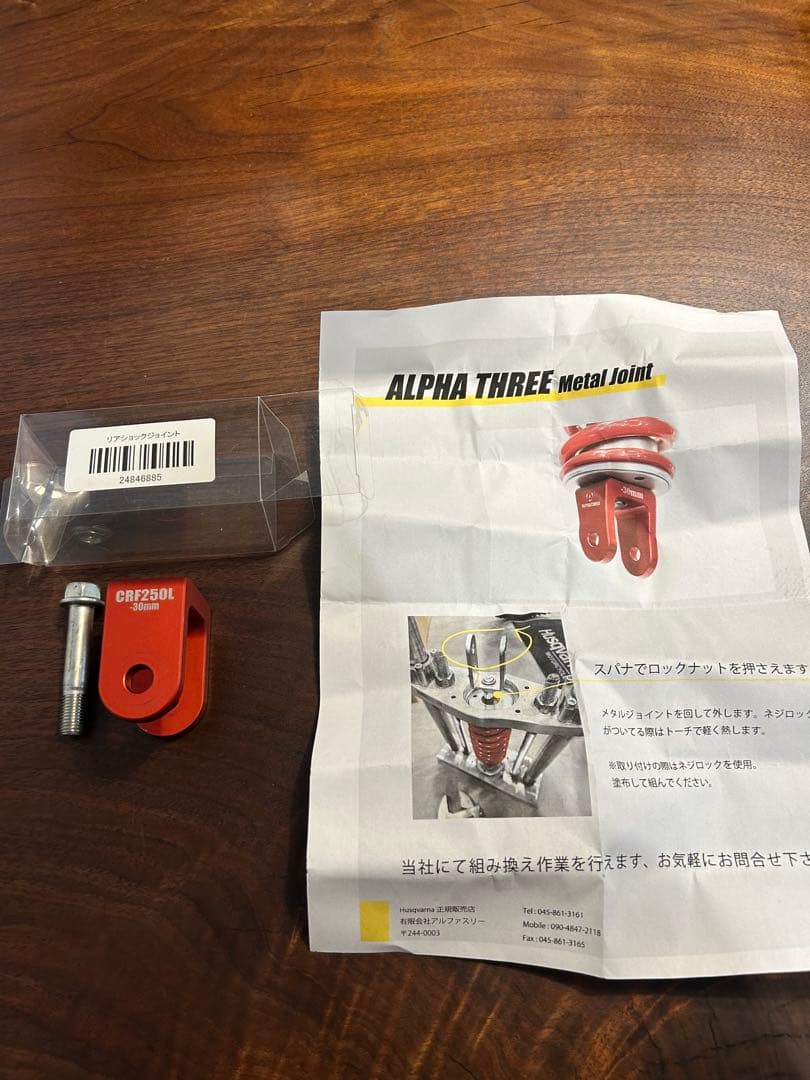 リアショックジョイント
24846885
CRF250L
-30mm
ALPHA THREE Metal Joint
-30mm
Husqvarna
スパナでロックナットを押さえます
メタルジョイントを回して外します。ネジロック
がついてる際はトーチで軽く熱します。
※取り付けの際はネジロックを使用。
塗布して組んでください。
当社にて組み換え作業を行えます、お気軽にお問合せ下さ
Husqvarna 正規販売店
有限会社アルファスリー
〒244-0003
Tel : 045-861-3161
Mobile : 090-4847-2118
Fax : 045-861-3165